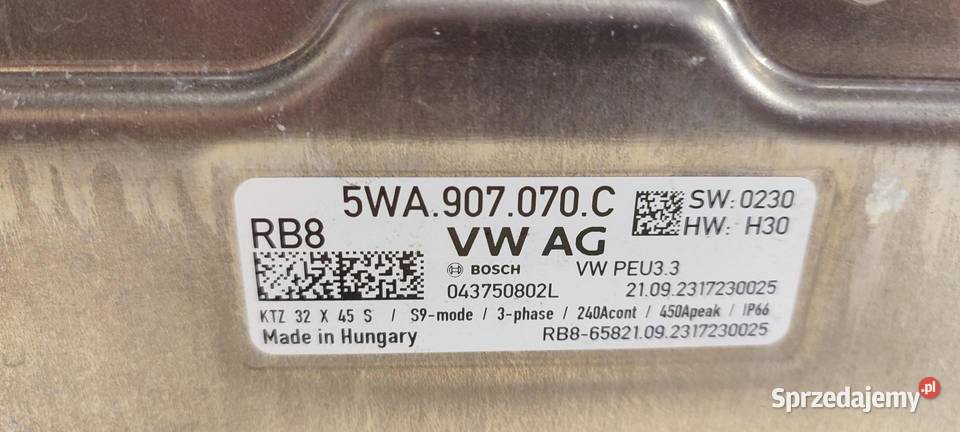 5WA.907.070.C
SW: 0230
HW: H30
RB8
VW AG
BOSCH VW PEU3.3
043750802L 21.09.2317230025
KTZ 32 X 45 S / S9-mode / 3-phase / 240Acont / 450Apeak / IP66
Made in Hungary RB8-65821.09.2317230025
Sprzedajemy.pl